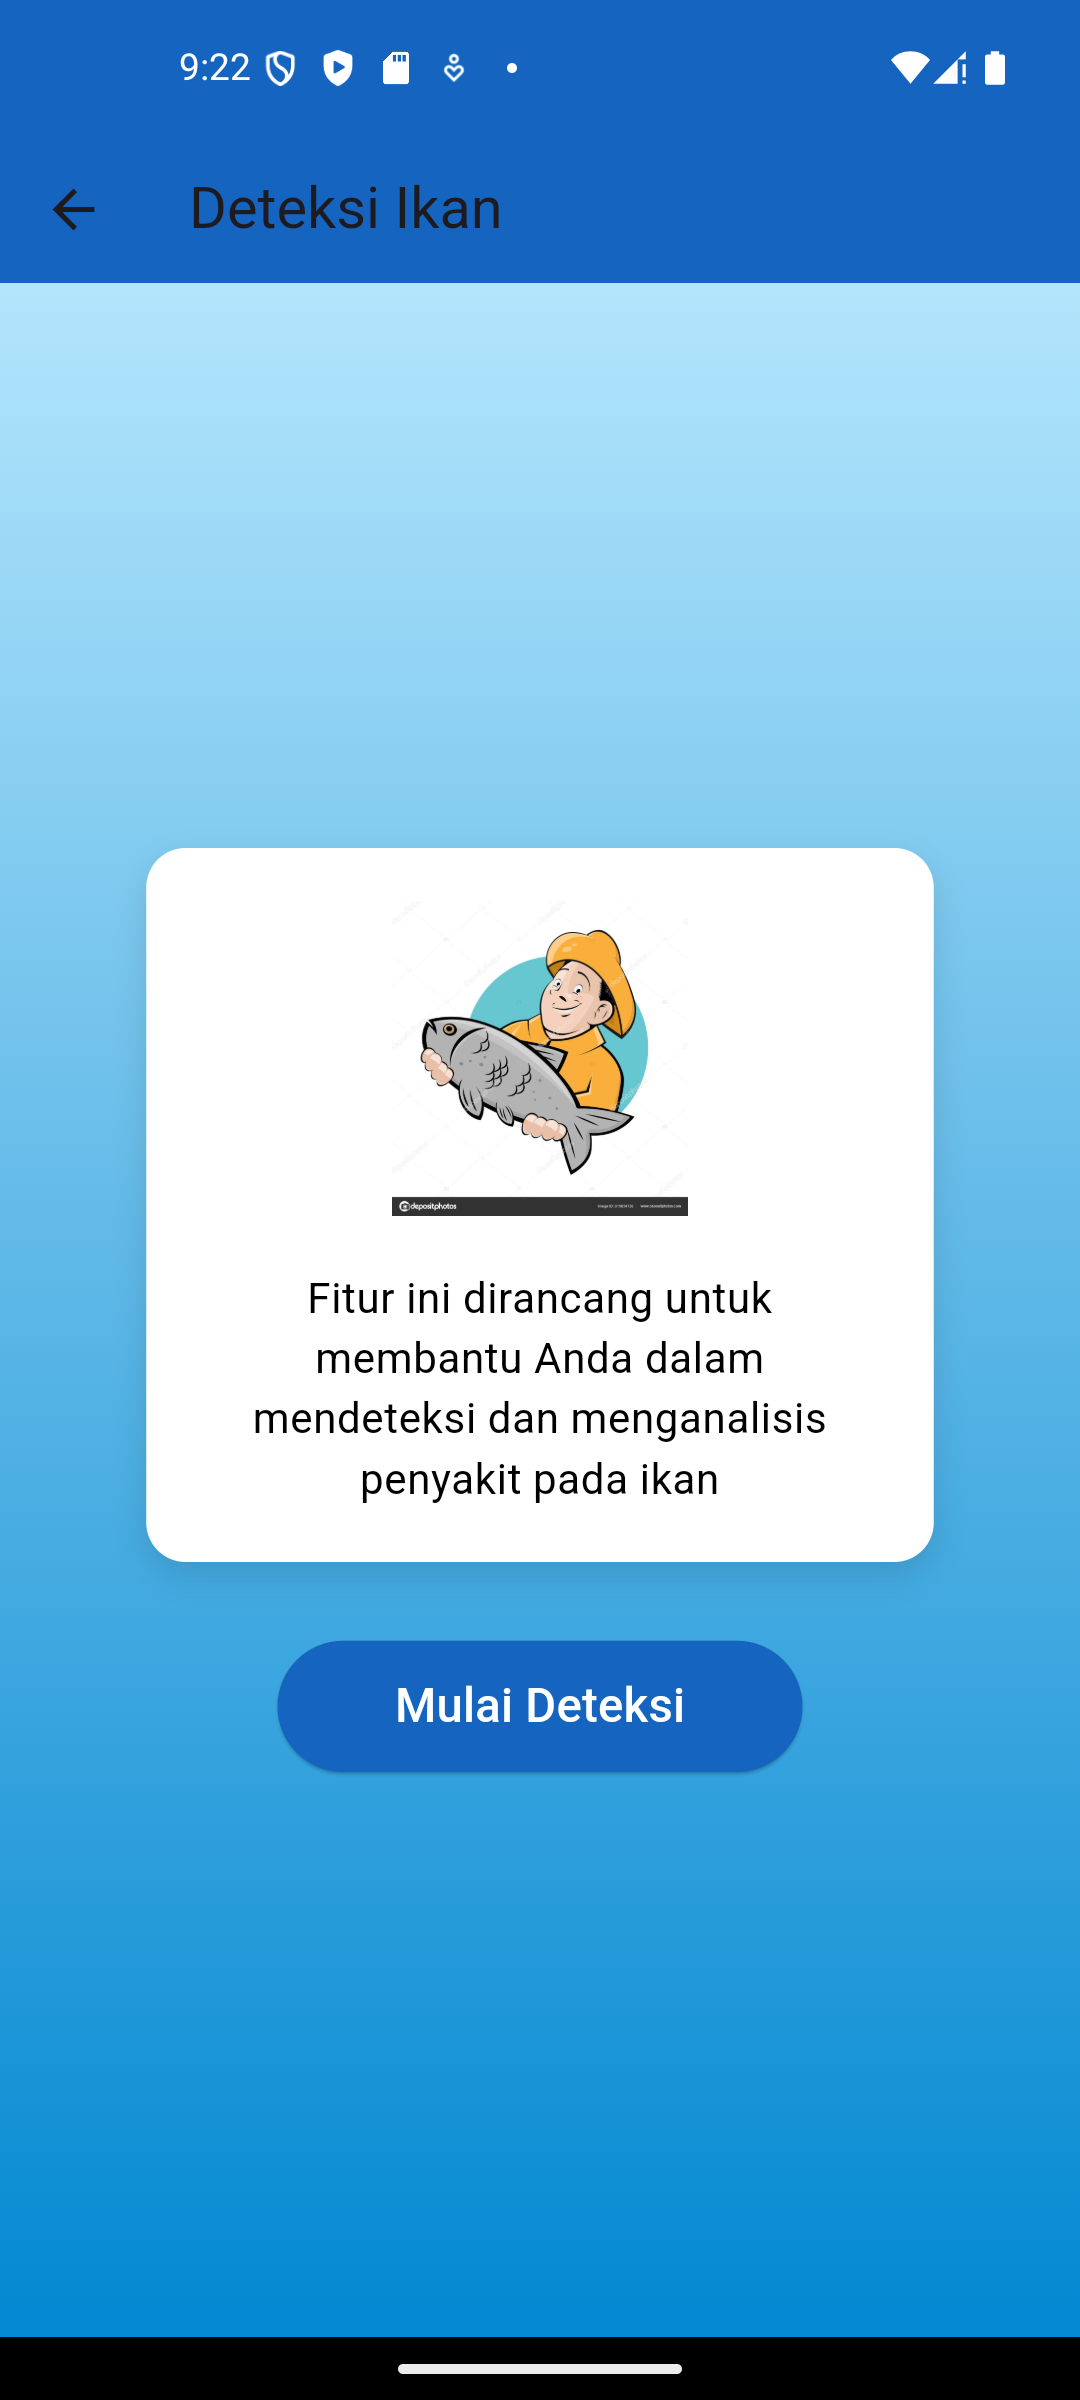 9:22
Deteksi Ikan
depositphotos
Fitur ini dirancang untuk
membantu Anda dalam
mendeteksi dan menganalisis
penyakit pada ikan
Mulai Deteksi